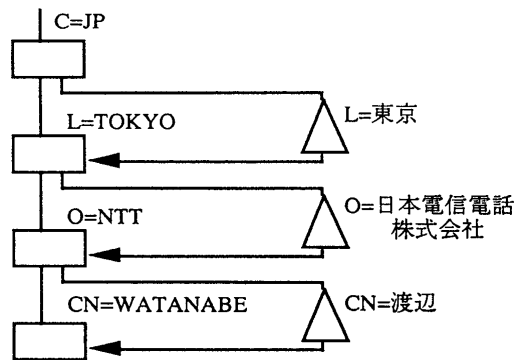 C=JP
L=TOKYO
L=東京
O=NTT
O=日本電信電話
株式会社
CN=WATANABE
CN=渡辺